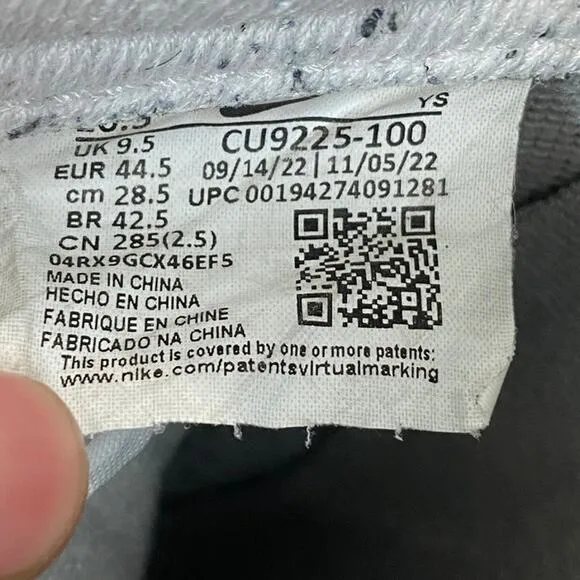 YS
UK 9.5
CU9225-100
EUR 44.5
09/14/22 | 11/05/22
cm 28.5
UPC 00194274091281
BR 42.5
CN 285(2.5)
04RX9GCX46EF5
MADE IN CHINA
HECHO EN CHINA
FABRIQUE EN CHINE
FABRICADO NA CHINA
This product is covered by one or more patents:
www.nike.com/patentsvirtualmarking